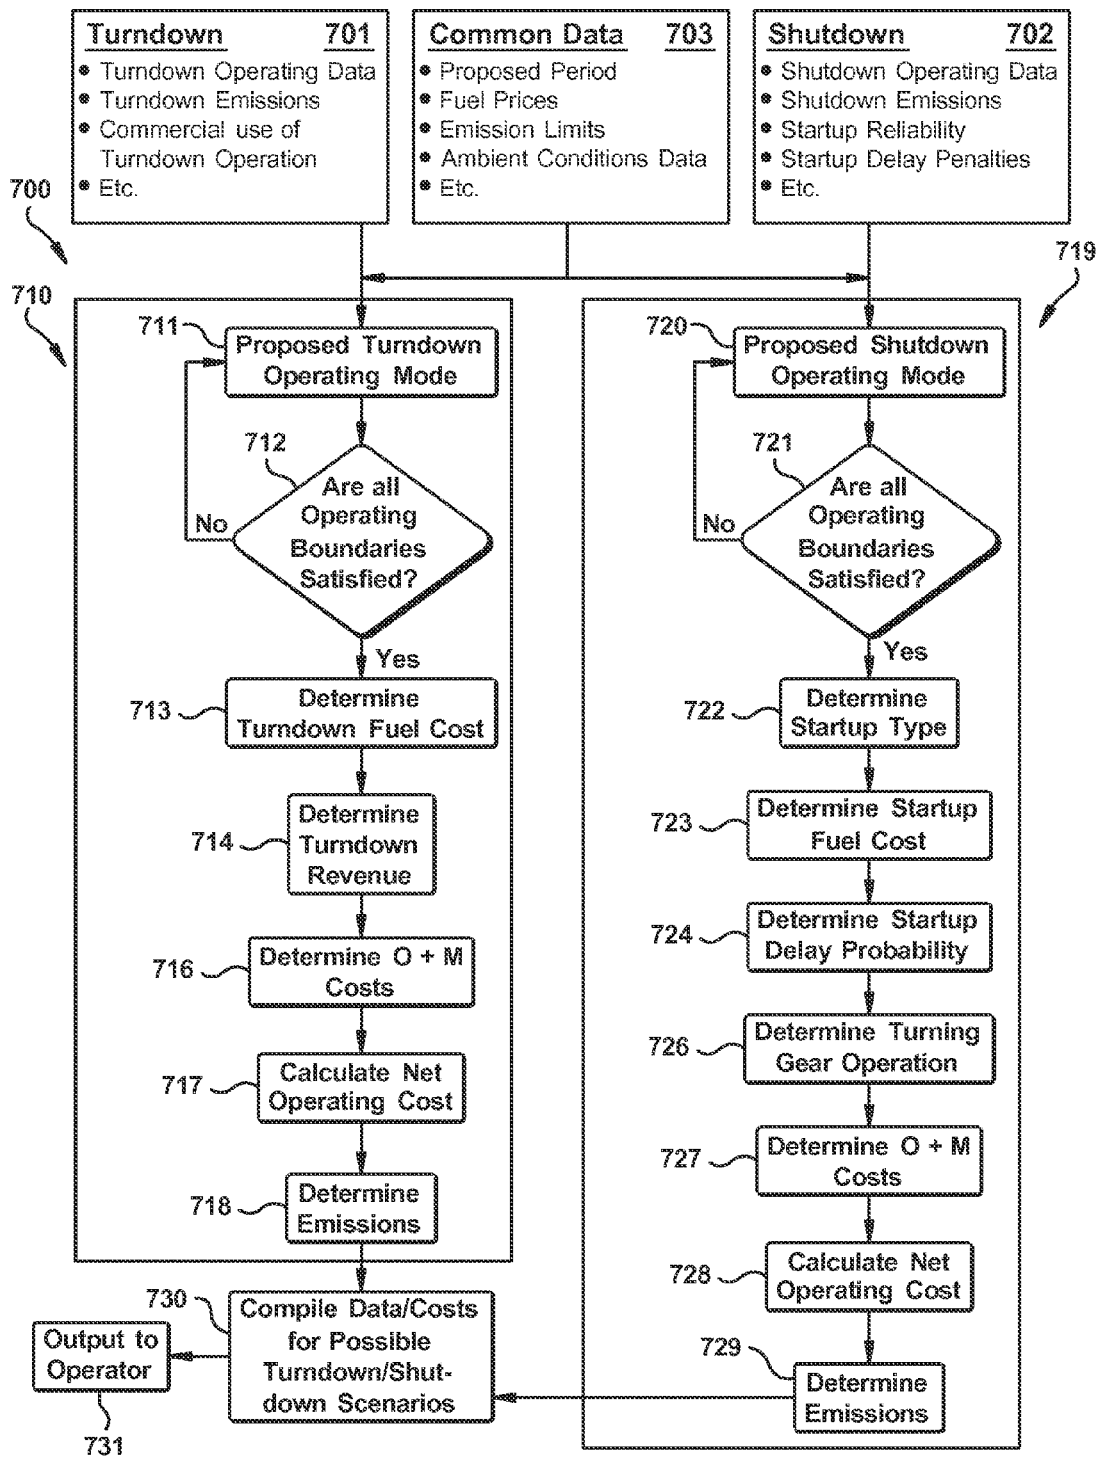 Turndown 701
• Turndown Operating Data
• Turndown Emissions
• Commercial use of
Turndown Operation
• Etc.
Common Data 703
• Proposed Period
• Fuel Prices
• Emission Limits
• Ambient Conditions Data
• Etc.
Shutdown 702
• Shutdown Operating Data
• Shutdown Emissions
• Startup Reliability
• Startup Delay Penalties
• Etc.
700
710
719
711
Proposed Turndown
Operating Mode
712
Are all
Operating
Boundaries
Satisfied?
No
Yes
713
Determine
Turndown Fuel Cost
714
Determine
Turndown
Revenue
716
Determine O + M
Costs
717
Calculate Net
Operating Cost
718
Determine
Emissions
720
Proposed Shutdown
Operating Mode
721
Are all
Operating
Boundaries
Satisfied?
No
Yes
722
Determine
Startup Type
723
Determine Startup
Fuel Cost
724
Determine Startup
Delay Probability
726
Determine Turning
Gear Operation
727
Determine O + M
Costs
728
Calculate Net
Operating Cost
729
Determine
Emissions
730
Compile Data/Costs
for Possible
Turndown/Shut-
down Scenarios
Output to
Operator
731